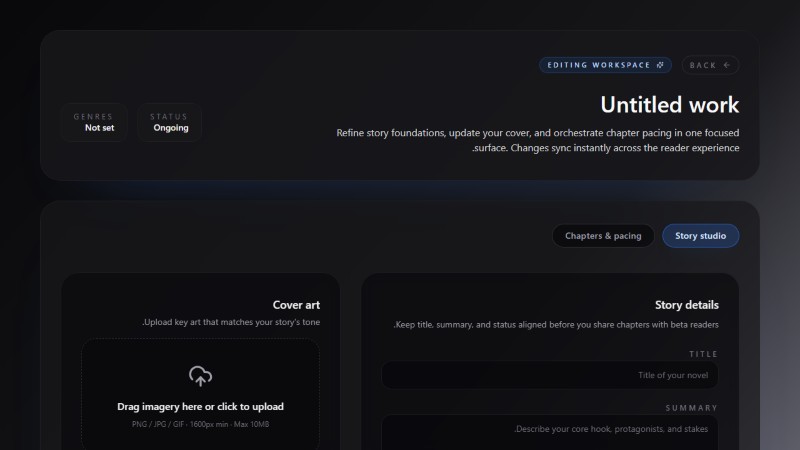 BACK
EDITING WORKSPACE
Untitled work
Refine story foundations, update your cover, and orchestrate chapter pacing in one focused
.surface. Changes sync instantly across the reader experience
STATUS
Ongoing
GENRES
Not set
Story studio
Chapters & pacing
Story details
.Keep title, summary, and status aligned before you share chapters with beta readers
TITLE
Title of your novel
SUMMARY
.Describe your core hook, protagonists, and stakes
Cover art
.Upload key art that matches your story's tone
Drag imagery here or click to upload
PNG / JPG / GIF · 1600px min · Max 10MB